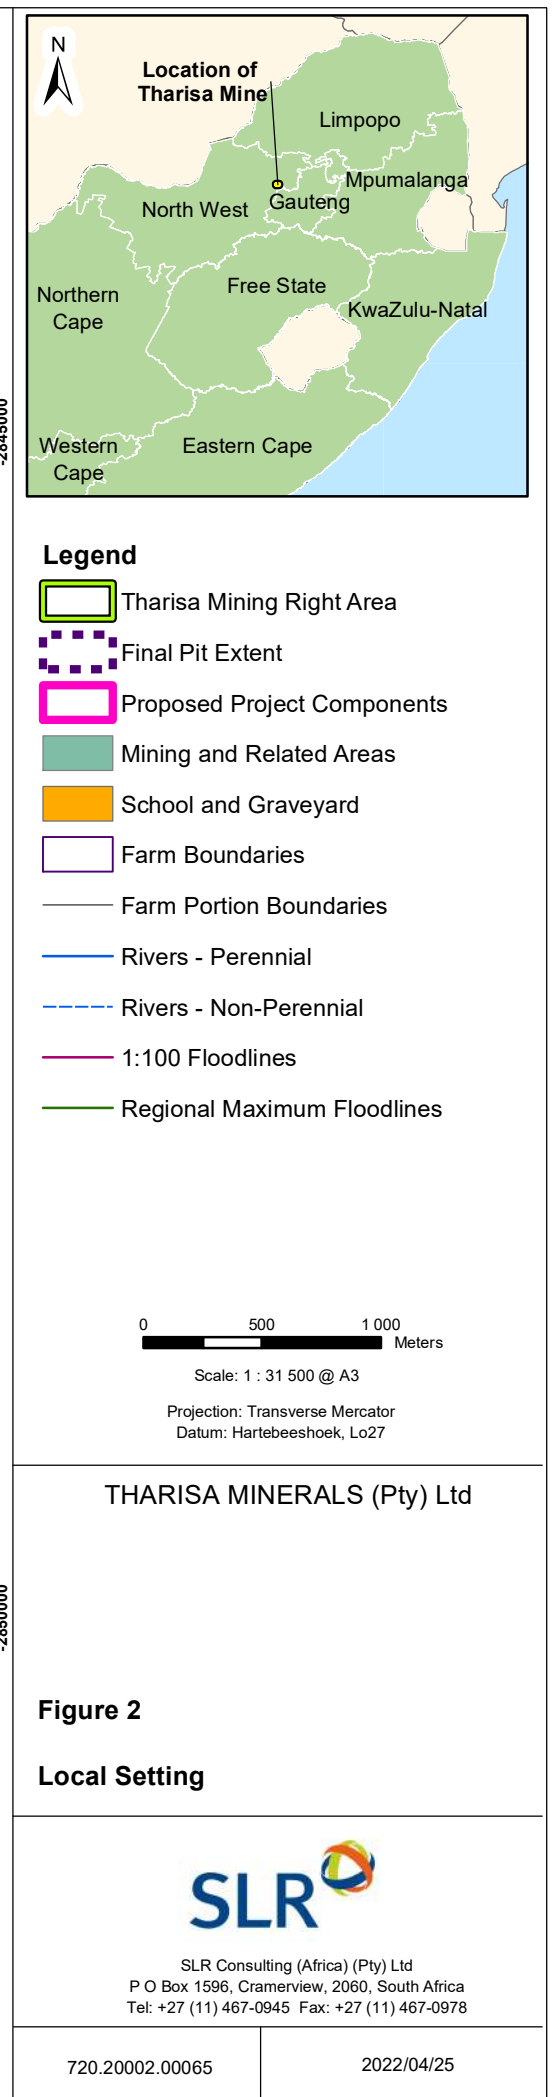 N
Location of
Tharisa Mine
Limpopo
Mpumalanga
Gauteng
North West
Free State
Northern
Cape
KwaZulu-Natal
Western
Cape
Eastern Cape
-2845000
Legend
Tharisa Mining Right Area
Final Pit Extent
Proposed Project Components
Mining and Related Areas
School and Graveyard
Farm Boundaries
Farm Portion Boundaries
Rivers - Perennial
Rivers - Non-Perennial
1:100 Floodlines
Regional Maximum Floodlines
0 500 1 000
Meters
Scale: 1 : 31 500 @ A3
Projection: Transverse Mercator
Datum: Hartebeeshoek, Lo27
THARISA MINERALS (Pty) Ltd
-2850000
Figure 2
Local Setting
SLR
SLR Consulting (Africa) (Pty) Ltd
P O Box 1596, Cramerview, 2060, South Africa
Tel: +27 (11) 467-0945 Fax: +27 (11) 467-0978
720.20002.00065
2022/04/25